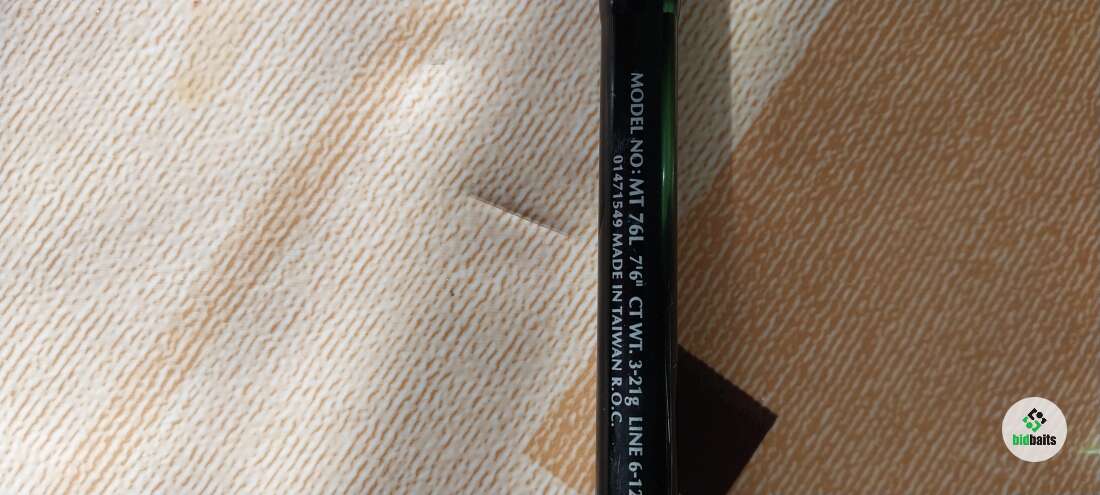 MODEL NO: MT 76L 7'6" CT WT. 3-21g LINE 6-12
01471549 MADE IN TAIWAN R.O.C.
bidbaits